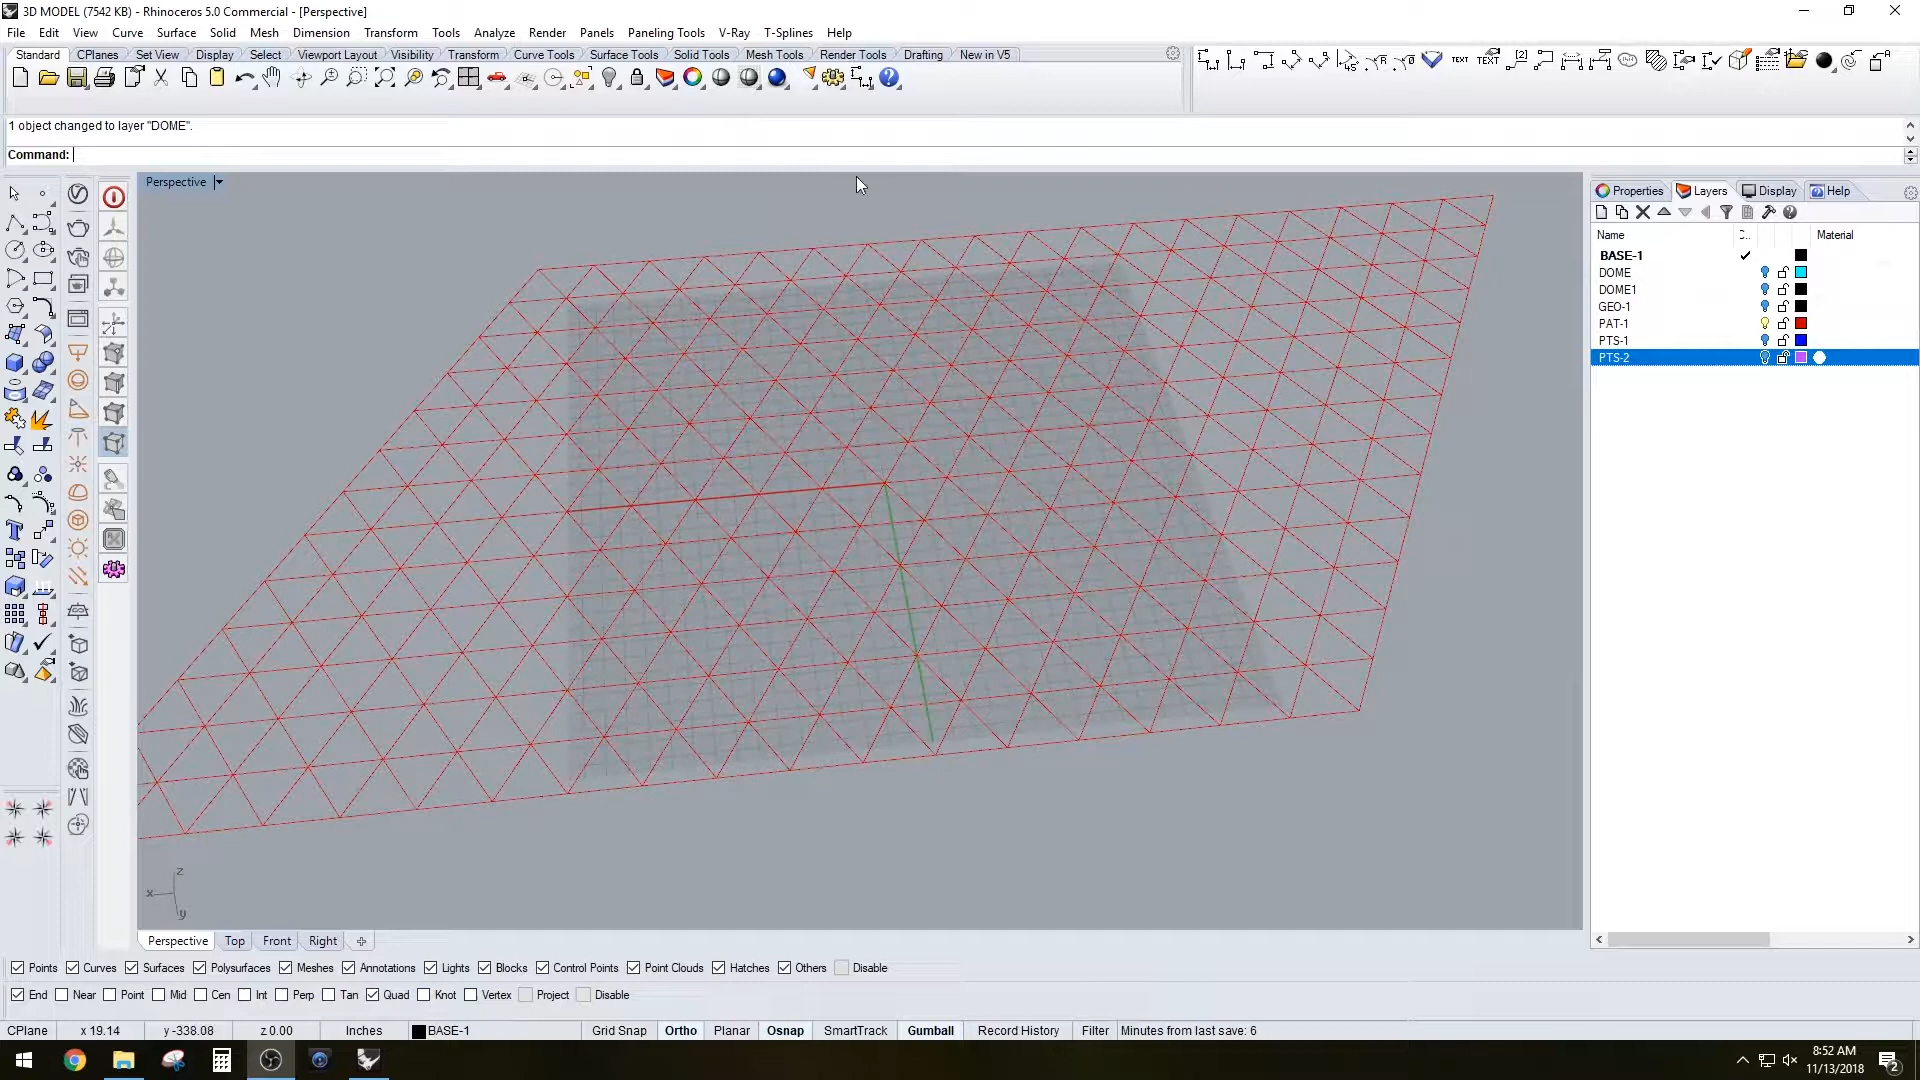 3D MODEL (7542 KB) - Rhinoceros 5.0 Commercial - [Perspective]
File Edit View Curve Surface Solid Mesh Dimension Transform Tools Analyze Render Panels Paneling Tools V-Ray T-Splines Help
Standard CPlanes Set View Display Select Viewport Layout Visibility Transform Curve Tools Surface Tools Solid Tools Mesh Tools Render Tools Drafting New in V5
TEXT TEXT
1 object changed to layer "DOME".
Command:
Perspective
Properties Layers Display Help
Name C.. Material
BASE-1
DOME
DOME1
GEO-1
PAT-1
PTS-1
PTS-2
z
x
y
Perspective Top Front Right
Points Curves Surfaces Polysurfaces Meshes Annotations Lights Blocks Control Points Point Clouds Hatches Others Disable
End Near Point Mid Cen Int Perp Tan Quad Knot Vertex Project Disable
CPlane x 19.14 y -338.08 z 0.00 Inches BASE-1 Grid Snap Ortho Planar Osnap SmartTrack Gumball Record History Filter Minutes from last save: 6
8:52 AM
11/13/2018
2